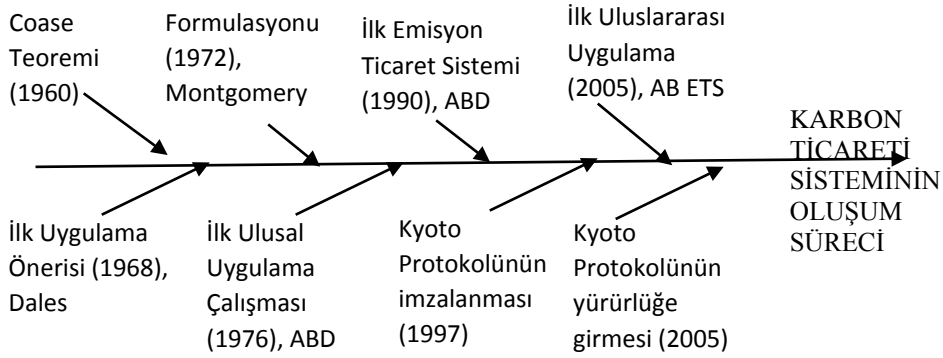 Coase
Teoremi
(1960)
Formulasyonu
(1972),
Montgomery
İlk Emisyon
Ticaret Sistemi
(1990), ABD
İlk Uluslararası
Uygulama
(2005), AB ETS
KARBON
TİCARETİ
SİSTEMİNİN
OLUŞUM
SÜRECİ
İlk Uygulama
Önerisi (1968),
Dales
İlk Ulusal
Uygulama
Çalışması
(1976), ABD
Kyoto
Protokolünün
imzalanması
(1997)
Kyoto
Protokolünün
yürürlüğe
girmesi (2005)